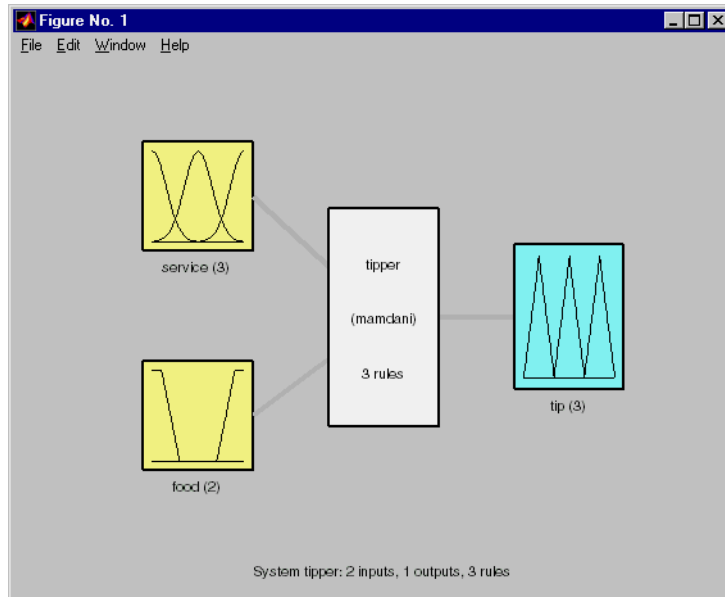 Figure No. 1
File Edit Window Help
service (3)
tipper
(mamdani)
3 rules
tip (3)
food (2)
System tipper: 2 inputs, 1 outputs, 3 rules